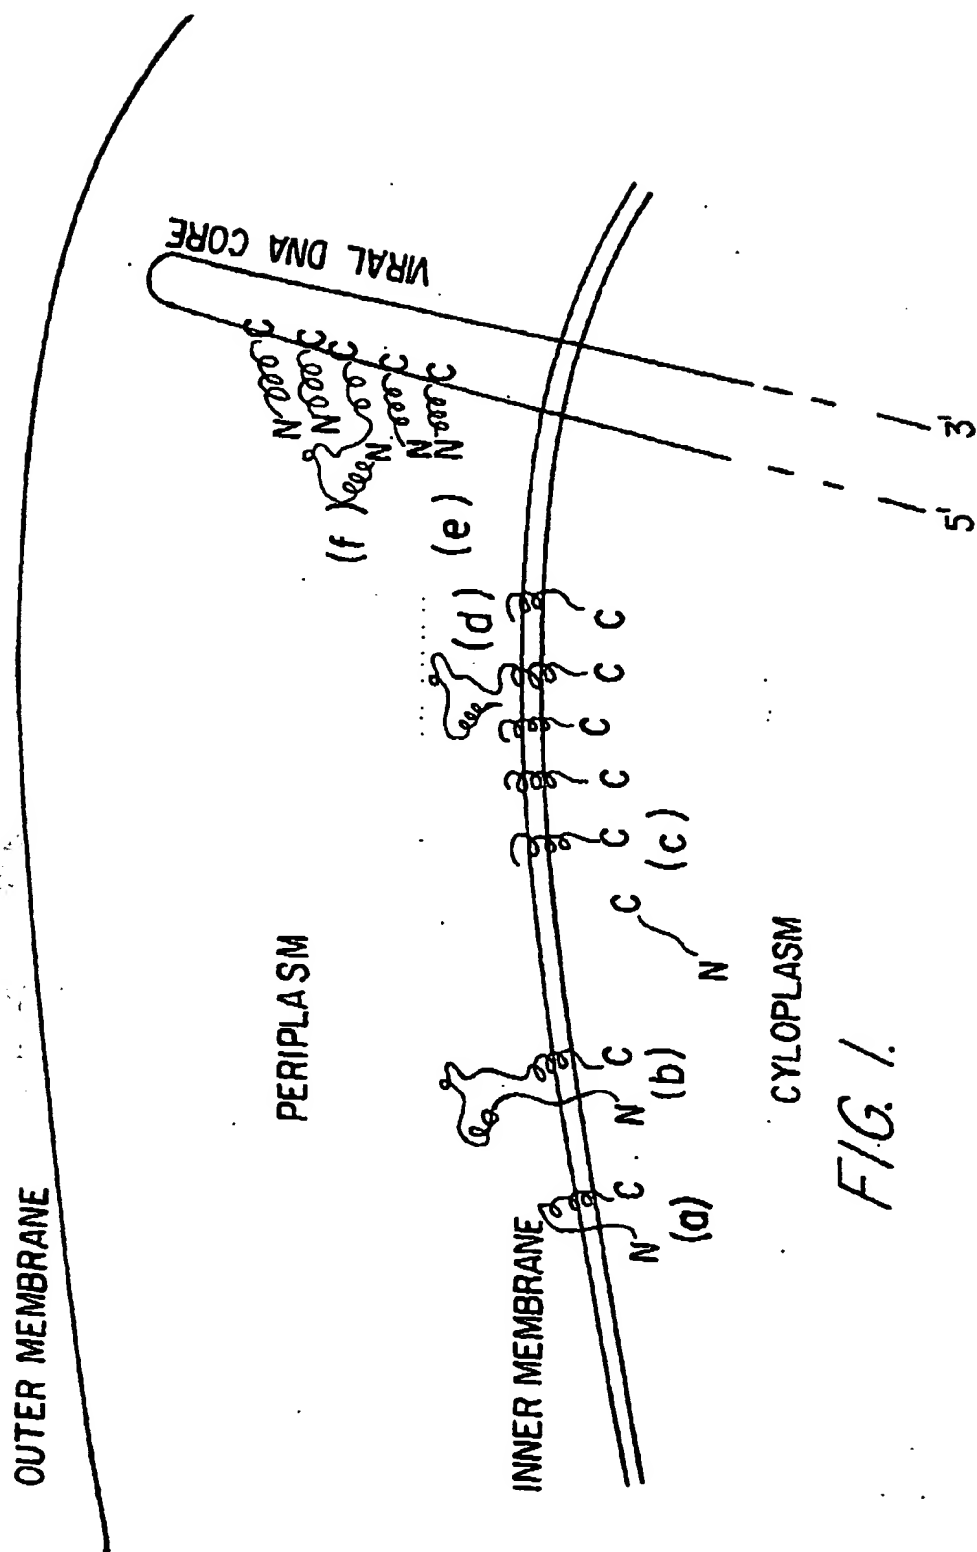 OUTER MEMBRANE
VIRAL DNA CORE
PERIPLASM
N C
N C
N C
N C
N C
(f)
(e)
(d)
INNER MEMBRANE
N C
(a)
N C
(b)
N C
C C C C C
(c)
5' 3'
CYLOPLASM
FIG. 1.